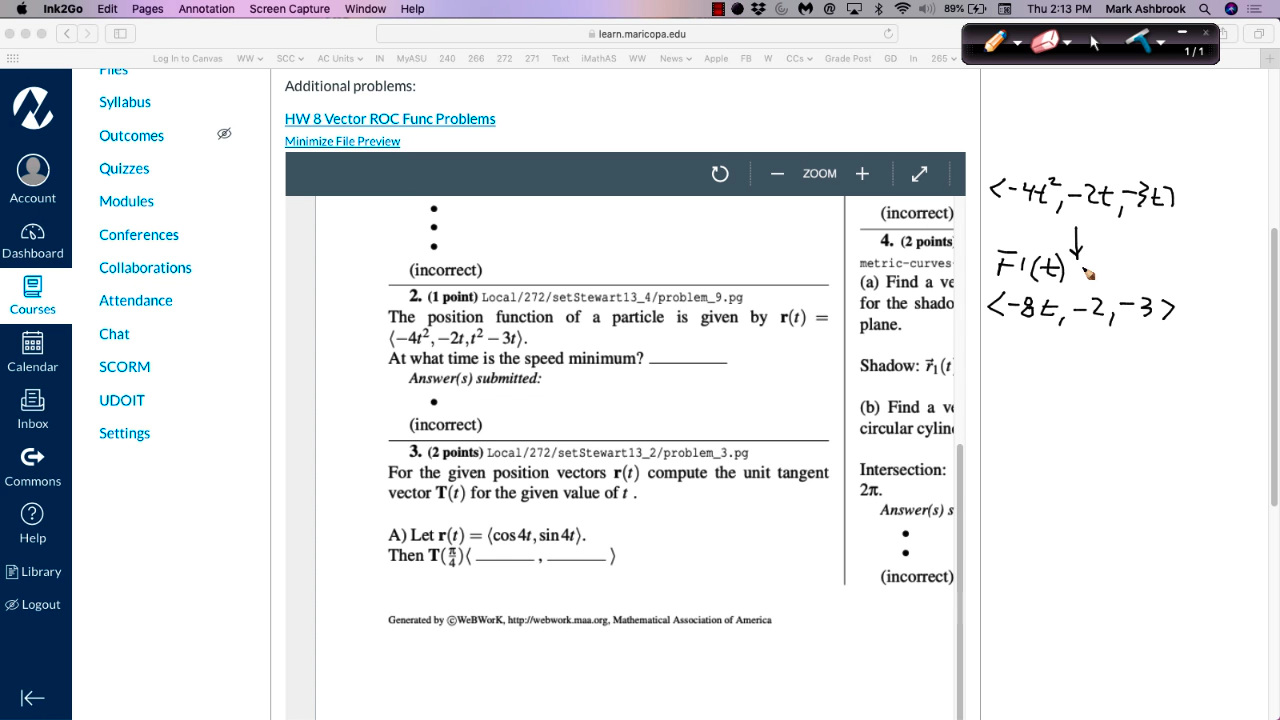 Ink2Go File Edit Pages Annotation Screen Capture Window Help 89% Thu 2:13 PM Mark Ashbrook
learn.maricopa.edu
1 / 1
Log In to Canvas WW SCC AC Units IN MyASU 240 266 272 271 Text iMathAS WW News Apple FB W CCs Grade Post GD In 265
Files
Syllabus
Outcomes
Quizzes
Modules
Conferences
Collaborations
Attendance
Chat
SCORM
UDOIT
Settings
Account
Dashboard
Courses
Calendar
Inbox
Commons
Help
Library
Logout
Additional problems:
HW 8 Vector ROC Func Problems
Minimize File Preview
ZOOM
(incorrect)
2. (1 point) Local/272/setStewart13_4/problem_9.pg
The position function of a particle is given by r(t) =
⟨−4t², −2t, t² − 3t⟩.
At what time is the speed minimum? ________
Answer(s) submitted:
•
(incorrect)
3. (2 points) Local/272/setStewart13_2/problem_3.pg
For the given position vectors r(t) compute the unit tangent
vector T(t) for the given value of t .
A) Let r(t) = ⟨cos 4t, sin 4t⟩.
Then T(π/4)⟨ ______ , ______ ⟩
Generated by ©WeBWorK, http://webwork.maa.org, Mathematical Association of America
(incorrect)
4. (2 points)
metric-curves-
(a) Find a ve
for the shado
plane.
Shadow: r⃗₁(t
(b) Find a ve
circular cylin
Intersection:
2π.
Answer(s) s
•
•
(incorrect)
<-4t², -2t, -3t>
↓
r'(t)
<-8t, -2, -3>